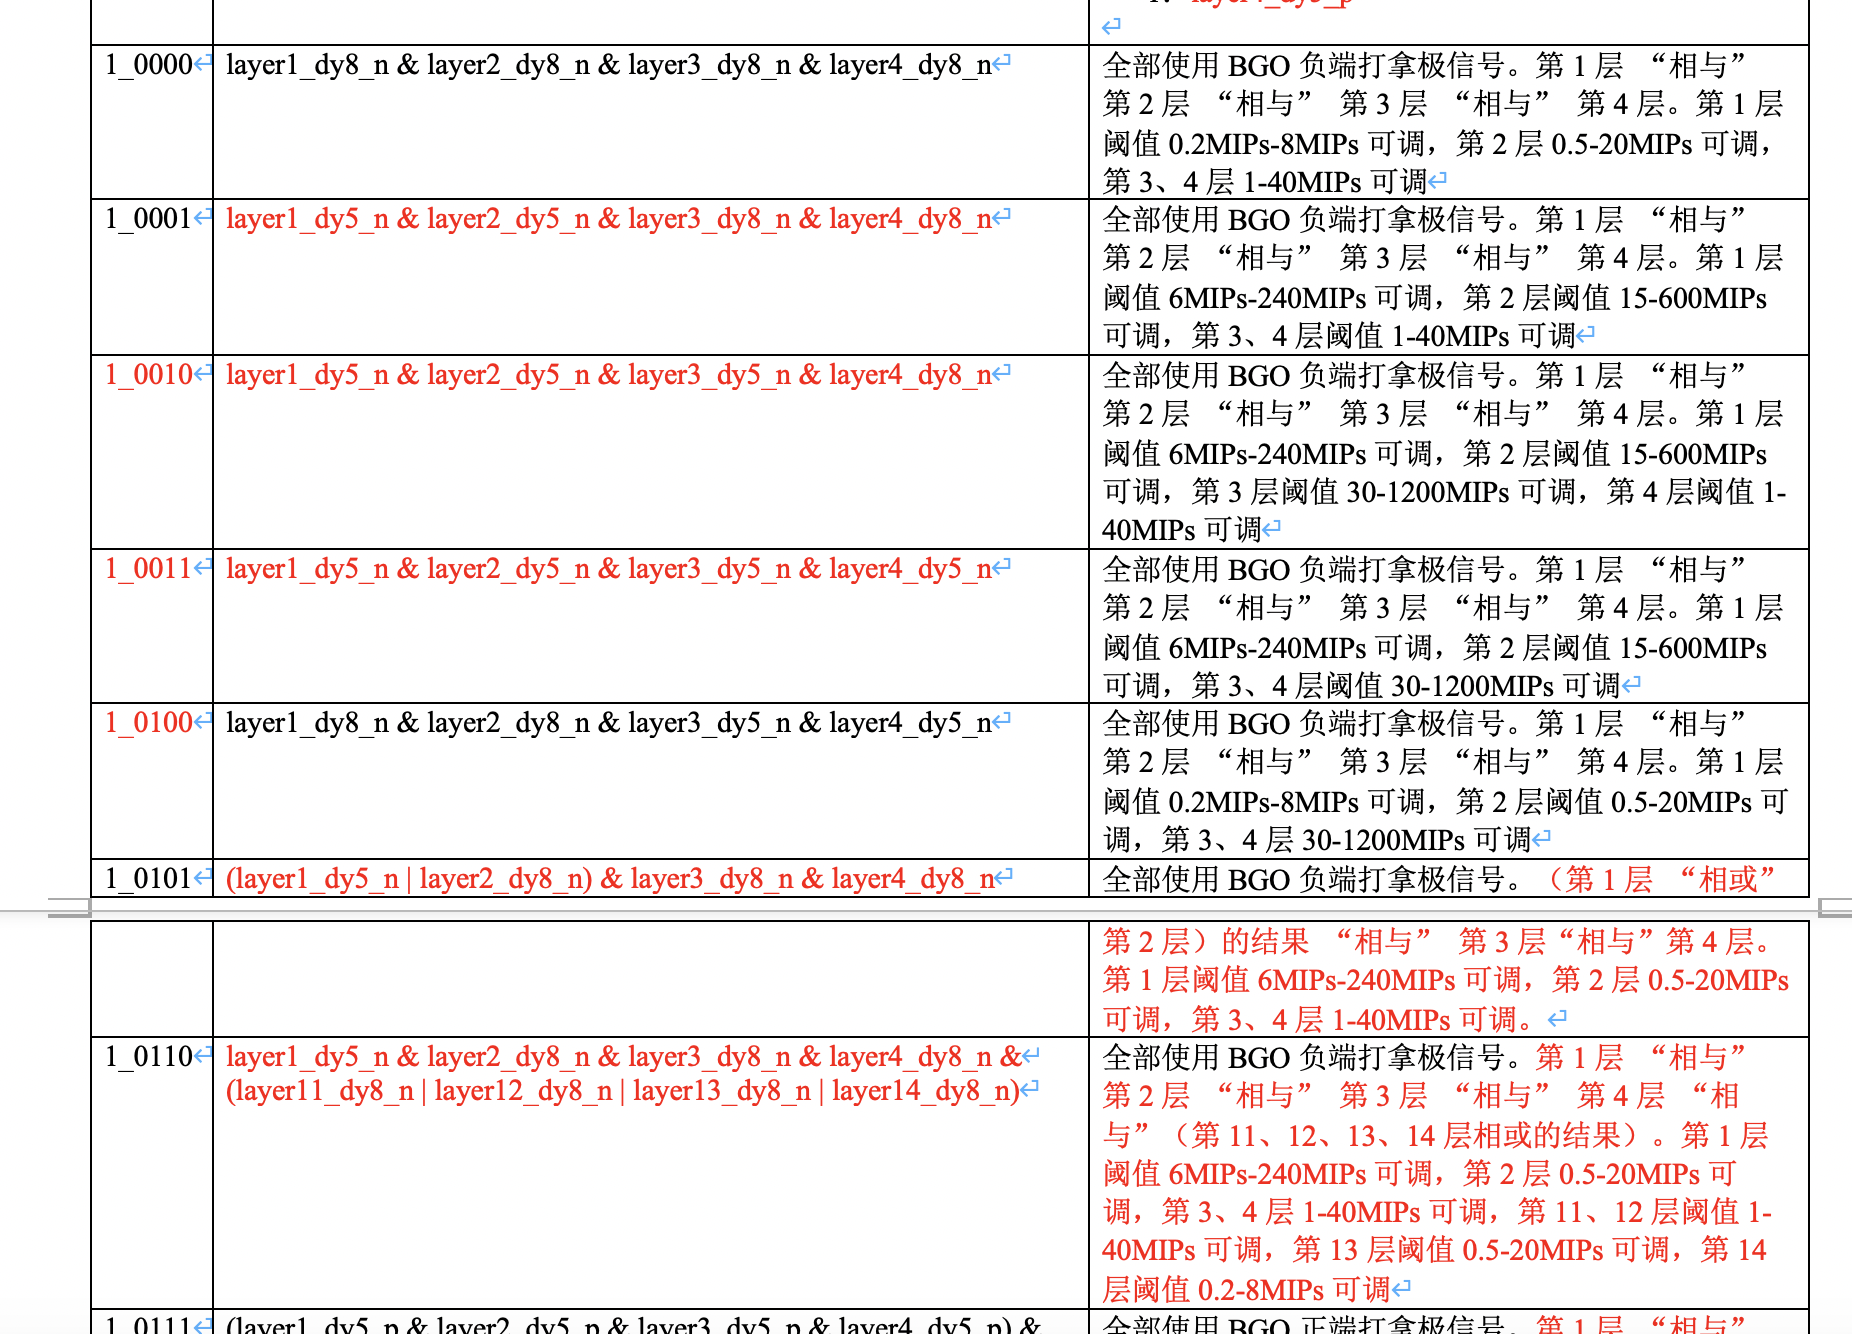 1_0000 layer1_dy8_n & layer2_dy8_n & layer3_dy8_n & layer4_dy8_n
全部使用 BGO 负端打拿极信号。第 1 层 “相与”
第 2 层 “相与” 第 3 层 “相与” 第 4 层。第 1 层
阈值 0.2MIPs-8MIPs 可调，第 2 层 0.5-20MIPs 可调，
第 3、4 层 1-40MIPs 可调
1_0001 layer1_dy5_n & layer2_dy5_n & layer3_dy8_n & layer4_dy8_n
全部使用 BGO 负端打拿极信号。第 1 层 “相与”
第 2 层 “相与” 第 3 层 “相与” 第 4 层。第 1 层
阈值 6MIPs-240MIPs 可调，第 2 层阈值 15-600MIPs
可调，第 3、4 层阈值 1-40MIPs 可调
1_0010 layer1_dy5_n & layer2_dy5_n & layer3_dy5_n & layer4_dy8_n
全部使用 BGO 负端打拿极信号。第 1 层 “相与”
第 2 层 “相与” 第 3 层 “相与” 第 4 层。第 1 层
阈值 6MIPs-240MIPs 可调，第 2 层阈值 15-600MIPs
可调，第 3 层阈值 30-1200MIPs 可调，第 4 层阈值 1-
40MIPs 可调
1_0011 layer1_dy5_n & layer2_dy5_n & layer3_dy5_n & layer4_dy5_n
全部使用 BGO 负端打拿极信号。第 1 层 “相与”
第 2 层 “相与” 第 3 层 “相与” 第 4 层。第 1 层
阈值 6MIPs-240MIPs 可调，第 2 层阈值 15-600MIPs
可调，第 3、4 层阈值 30-1200MIPs 可调
1_0100 layer1_dy8_n & layer2_dy8_n & layer3_dy5_n & layer4_dy5_n
全部使用 BGO 负端打拿极信号。第 1 层 “相与”
第 2 层 “相与” 第 3 层 “相与” 第 4 层。第 1 层
阈值 0.2MIPs-8MIPs 可调，第 2 层阈值 0.5-20MIPs 可
调，第 3、4 层 30-1200MIPs 可调
1_0101 (layer1_dy5_n | layer2_dy8_n) & layer3_dy8_n & layer4_dy8_n
全部使用 BGO 负端打拿极信号。（第 1 层 “相或”
第 2 层）的结果 “相与” 第 3 层“相与”第 4 层。
第 1 层阈值 6MIPs-240MIPs 可调，第 2 层 0.5-20MIPs
可调，第 3、4 层 1-40MIPs 可调。
1_0110 layer1_dy5_n & layer2_dy8_n & layer3_dy8_n & layer4_dy8_n &
(layer11_dy8_n | layer12_dy8_n | layer13_dy8_n | layer14_dy8_n)
全部使用 BGO 负端打拿极信号。第 1 层 “相与”
第 2 层 “相与” 第 3 层 “相与” 第 4 层 “相
与”（第 11、12、13、14 层相或的结果）。第 1 层
阈值 6MIPs-240MIPs 可调，第 2 层 0.5-20MIPs 可
调，第 3、4 层 1-40MIPs 可调，第 11、12 层阈值 1-
40MIPs 可调，第 13 层阈值 0.5-20MIPs 可调，第 14
层阈值 0.2-8MIPs 可调
1_0111 (layer1_dy5_p & layer2_dy5_p & layer3_dy5_p & layer4_dy5_p) &
全部使用 BGO 正端打拿极信号。第 1 层 “相与”